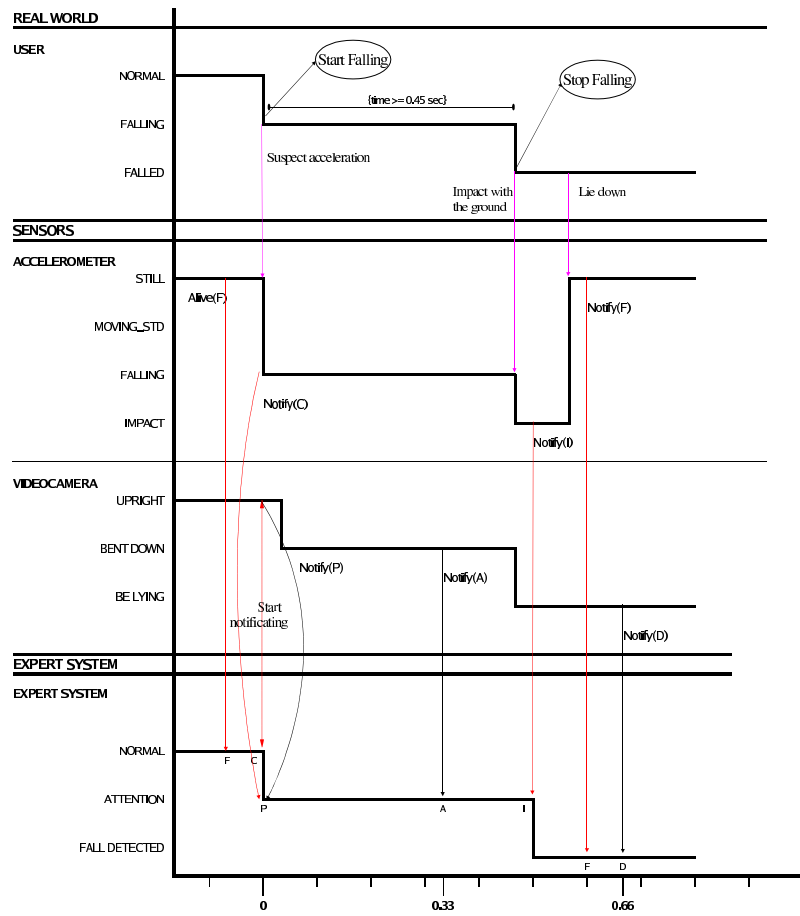 REAL WORLD
USER
Start Falling
NORMAL
Stop Falling
{time >= 0.45 sec}
FALLING
Suspect acceleration
FALLED
Impact with
the ground
Lie down
SENSORS
ACCELEROMETER
STILL
Alive(F)
Notify(F)
MOVING_STD
FALLING
Notify(C)
IMPACT
Notify(I)
VIDEOCAMERA
UPRIGHT
BENT DOWN
Notify(P)
Notify(A)
BE LYING
Start
notificating
Notify(D)
EXPERT SYSTEM
EXPERT SYSTEM
NORMAL
F C
ATTENTION
P A I
FALL DETECTED
F D
0 0.33 0.66